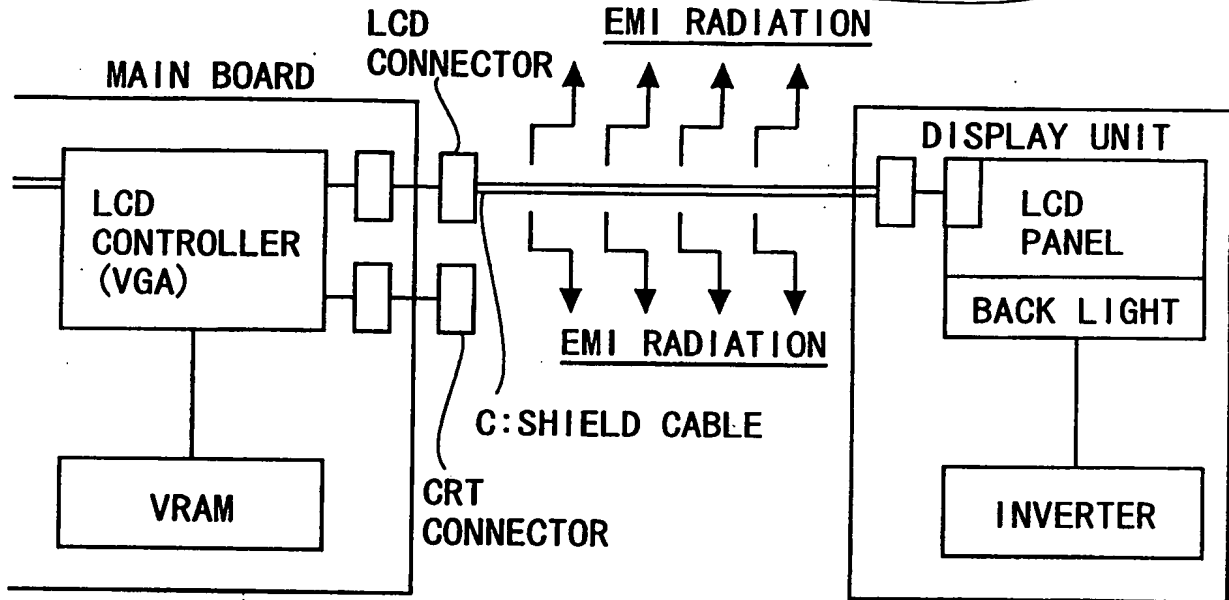 LCD
CONNECTOR
EMI RADIATION
MAIN BOARD
DISPLAY UNIT
LCD
CONTROLLER
(VGA)
LCD
PANEL
BACK LIGHT
EMI RADIATION
C:SHIELD CABLE
VRAM
CRT
CONNECTOR
INVERTER